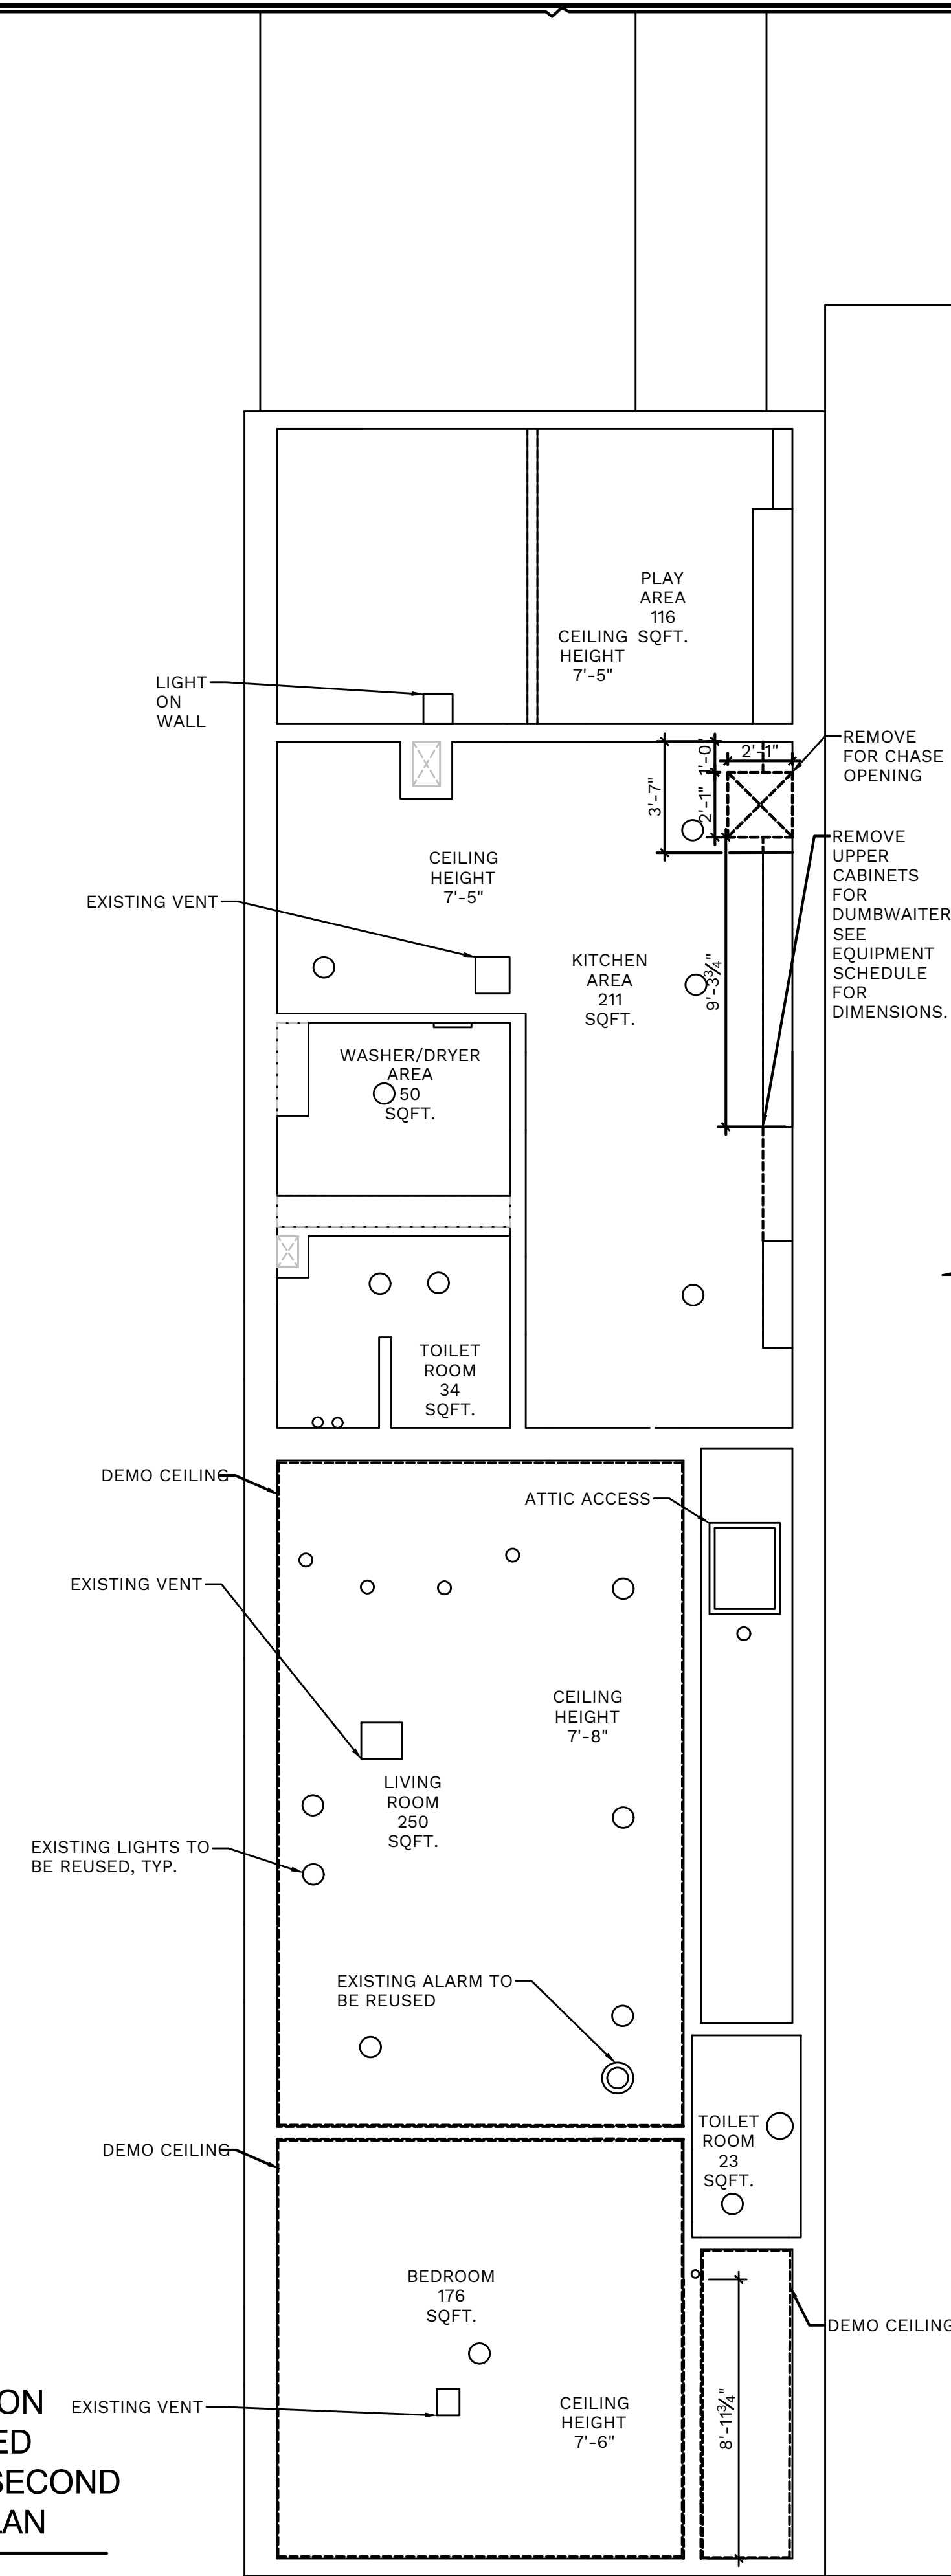 PLAY
AREA
116
SQFT.
CEILING
HEIGHT
7'-5"
LIGHT
ON
WALL
REMOVE
FOR CHASE
OPENING
2'-1"
1'-0"
3'-7"
2'-1"
REMOVE
UPPER
CABINETS
FOR
DUMBWAITER
SEE
EQUIPMENT
SCHEDULE
FOR
DIMENSIONS.
CEILING
HEIGHT
7'-5"
EXISTING VENT
KITCHEN
AREA
211
SQFT.
9'-3¾"
WASHER/DRYER
AREA
50
SQFT.
TOILET
ROOM
34
SQFT.
DEMO CEILING
ATTIC ACCESS
EXISTING VENT
CEILING
HEIGHT
7'-8"
LIVING
ROOM
250
SQFT.
EXISTING LIGHTS TO
BE REUSED, TYP.
EXISTING ALARM TO
BE REUSED
TOILET
ROOM
23
SQFT.
DEMO CEILING
BEDROOM
176
SQFT.
DEMO CEILING
EXISTING VENT
CEILING
HEIGHT
7'-6"
8'-11¾"
ON
ED
SECOND
LAN